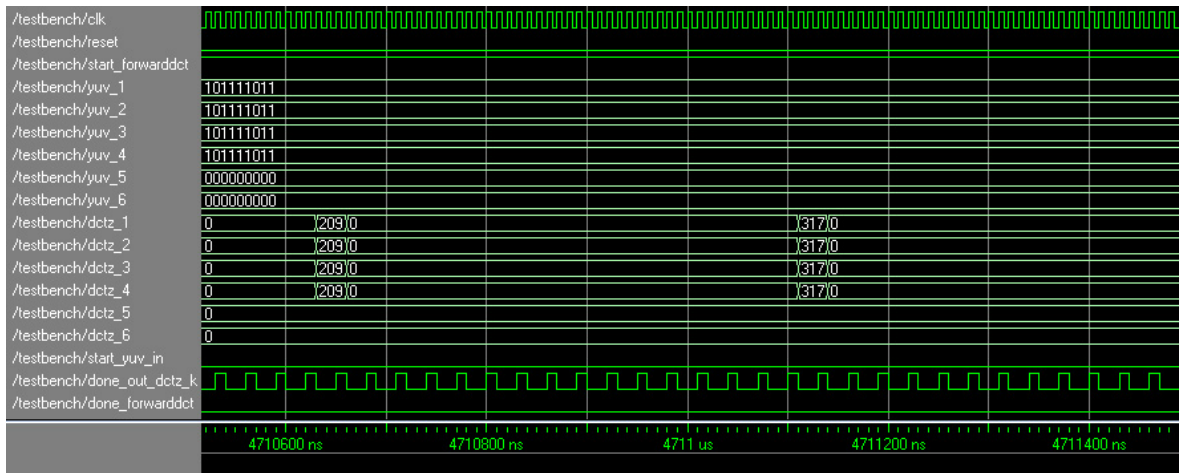 /testbench/clk
/testbench/reset
/testbench/start_forwarddct
/testbench/yuv_1 101111011
/testbench/yuv_2 101111011
/testbench/yuv_3 101111011
/testbench/yuv_4 101111011
/testbench/yuv_5 000000000
/testbench/yuv_6 000000000
/testbench/dctz_1 0 209 0 317 0
/testbench/dctz_2 0 209 0 317 0
/testbench/dctz_3 0 209 0 317 0
/testbench/dctz_4 0 209 0 317 0
/testbench/dctz_5 0
/testbench/dctz_6 0
/testbench/start_yuv_in
/testbench/done_out_dctz_k
/testbench/done_forwarddct
4710600 ns 4710800 ns 4711 us 4711200 ns 4711400 ns